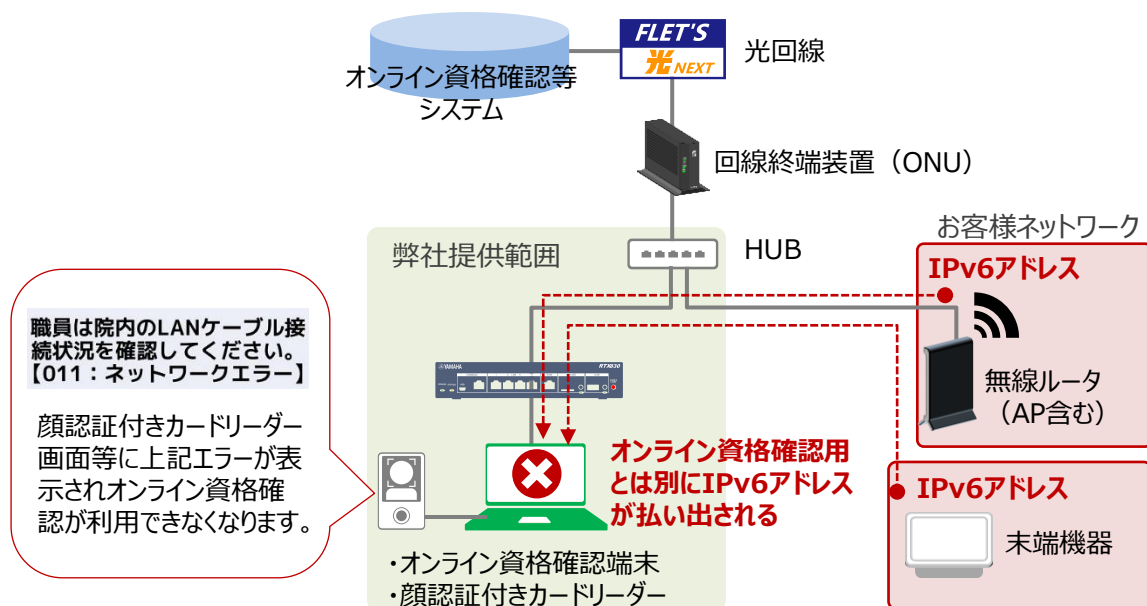 FLET'S
光 NEXT
光回線
オンライン資格確認等
システム
回線終端装置（ONU）
弊社提供範囲
HUB
お客様ネットワーク
IPv6アドレス
無線ルータ
（AP含む）
YAMAHA
RTX830
職員は院内のLANケーブル接
続状況を確認してください。
【011：ネットワークエラー】
顔認証付きカードリーダー
画面等に上記エラーが表
示されオンライン資格確
認が利用できなくなります。
オンライン資格確認用
とは別にIPv6アドレス
が払い出される
IPv6アドレス
末端機器
・オンライン資格確認端末
・顔認証付きカードリーダー